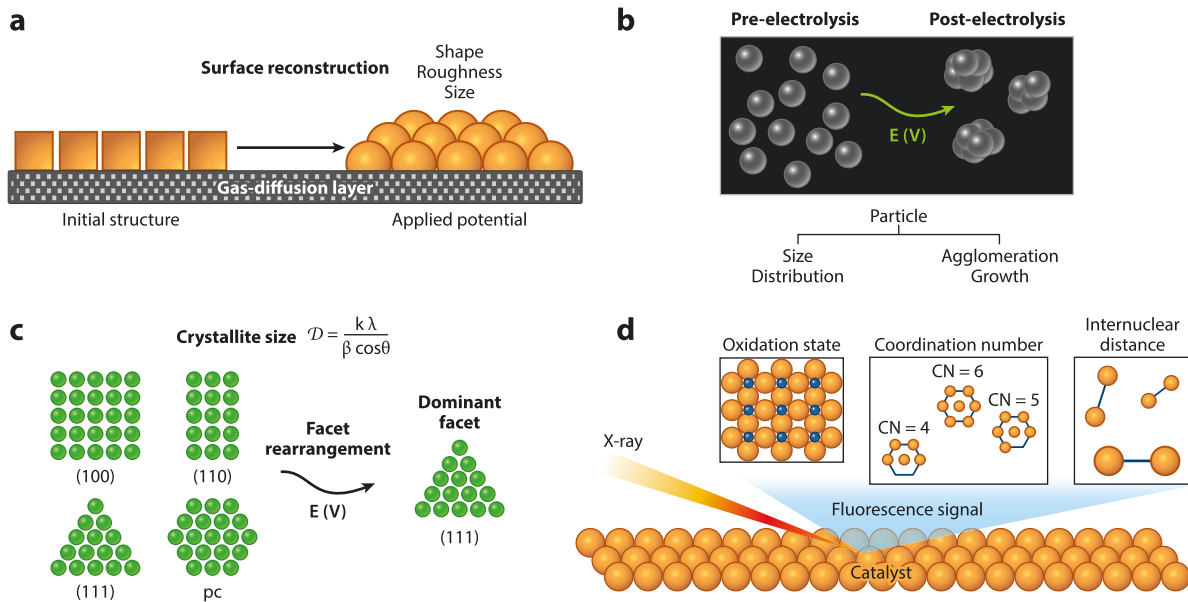 a
Surface reconstruction
Shape
Roughness
Size
Gas-diffusion layer
Initial structure
Applied potential
b
Pre-electrolysis
Post-electrolysis
E (V)
Particle
Size
Distribution
Agglomeration
Growth
c
Crystallite size 𝒟 = k λ / β cosθ
(100)
(110)
(111)
pc
Facet
rearrangement
E (V)
Dominant
facet
(111)
d
Oxidation state
Coordination number
Internuclear
distance
CN = 6
CN = 5
CN = 4
X-ray
Fluorescence signal
Catalyst